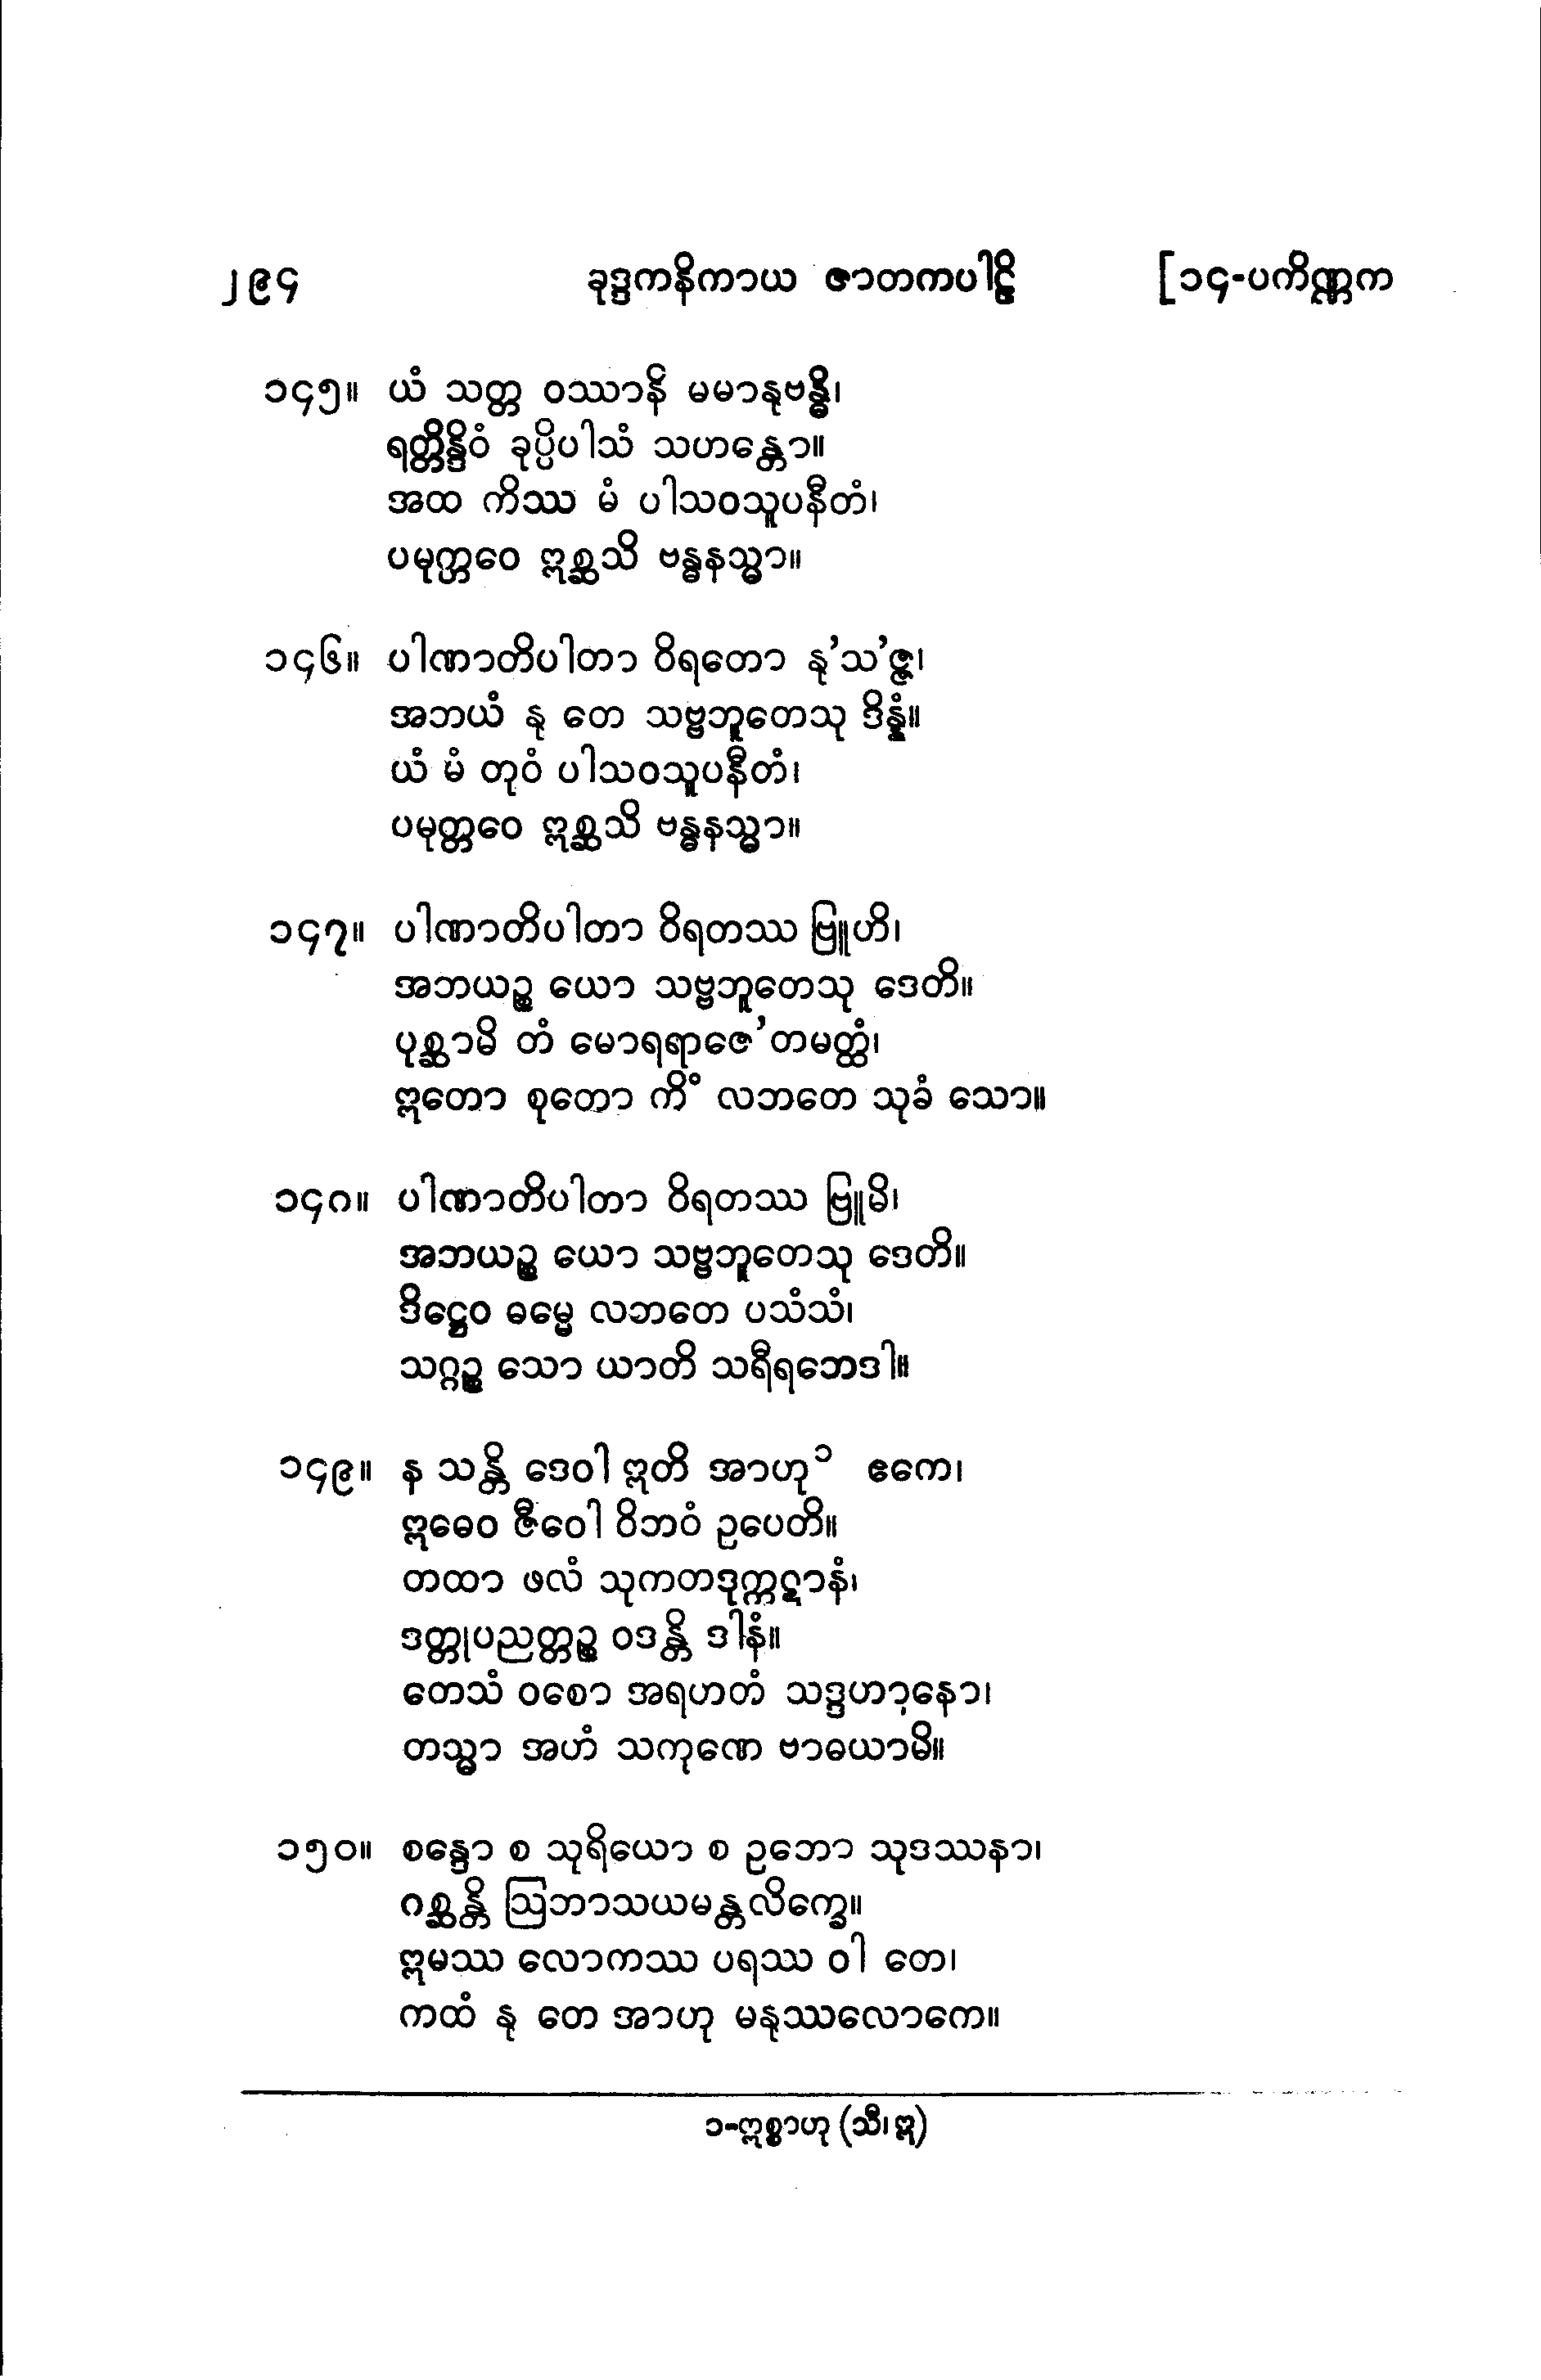 ၂၉၄ ခုဒ္ဒကနိကာယ ဇာတကပါဠိ [၁၄-ပကိဏ္ဏက
၁၄၅။ ယံ သတ္တ ဝဿာနိ မမာနုဗန္ဓိ၊
ရတ္တိန္ဒိဝံ ခုပ္ပိပါသံ သဟန္တော။
အထ ကိဿ မံ ပါသဝသူပနီတံ၊
ပမုတ္တဝေ ဣစ္ဆသိ ဗန္ဓနသ္မာ။
၁၄၆။ ပါဏာတိပါတာ ဝိရတော နု’သ’ဇ္ဇ၊
အဘယံ နု တေ သဗ္ဗဘူတေသု ဒိန္နံ။
ယံ မံ တုဝံ ပါသဝသူပနီတံ၊
ပမုတ္တဝေ ဣစ္ဆသိ ဗန္ဓနသ္မာ။
၁၄၇။ ပါဏာတိပါတာ ဝိရတဿ ဗြူဟိ၊
အဘယဉ္စ ယော သဗ္ဗဘူတေသု ဒေတိ။
ပုစ္ဆာမိ တံ မောရရာဇေ’တမတ္ထံ၊
ဣတော စုတော ကိံ လဘတေ သုခံ သော။
၁၄၈။ ပါဏာတိပါတာ ဝိရတဿ ဗြူမိ၊
အဘယဉ္စ ယော သဗ္ဗဘူတေသု ဒေတိ။
ဒိဋ္ဌေဝ ဓမ္မေ လဘတေ ပသံသံ၊
သဂ္ဂဉ္စ သော ယာတိ သရီရဘေဒါ။
၁၄၉။ န သန္တိ ဒေဝါ ဣတိ အာဟု၁ ဧကေ၊
ဣဓေဝ ဇီဝေါ ဝိဘဝံ ဥပေတိ။
တထာ ဖလံ သုကတဒုက္ကဋာနံ၊
ဒတ္တုပညတ္တဉ္စ ဝဒန္တိ ဒါနံ။
တေသံ ဝစော အရဟတံ သဒ္ဒဟာနော၊
တသ္မာ အဟံ သကုဏေ ဗာဓယာမိ။
၁၅၀။ စန္ဒော စ သုရိယော စ ဥဘော သုဒဿနာ၊
ဂစ္ဆန္တိ ဩဘာသယမန္တလိက္ခေ။
ဣမဿ လောကဿ ပရဿ ဝါ တေ၊
ကထံ နု တေ အာဟု မနုဿလောကေ။
၁-ဣစ္စာဟု (သီ၊ ဣ)